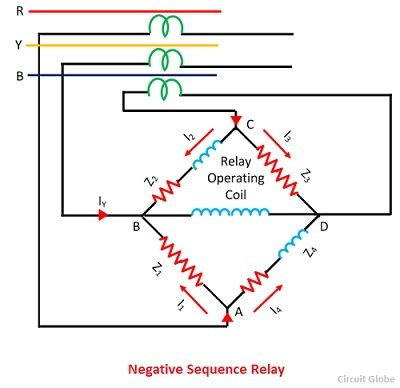 R
Y
B
C
I2
I3
Z2
Relay
Operating
Coil
Z3
IY
B
D
Z1
Z4
I1
A
I4
Negative Sequence Relay
Circuit Globe